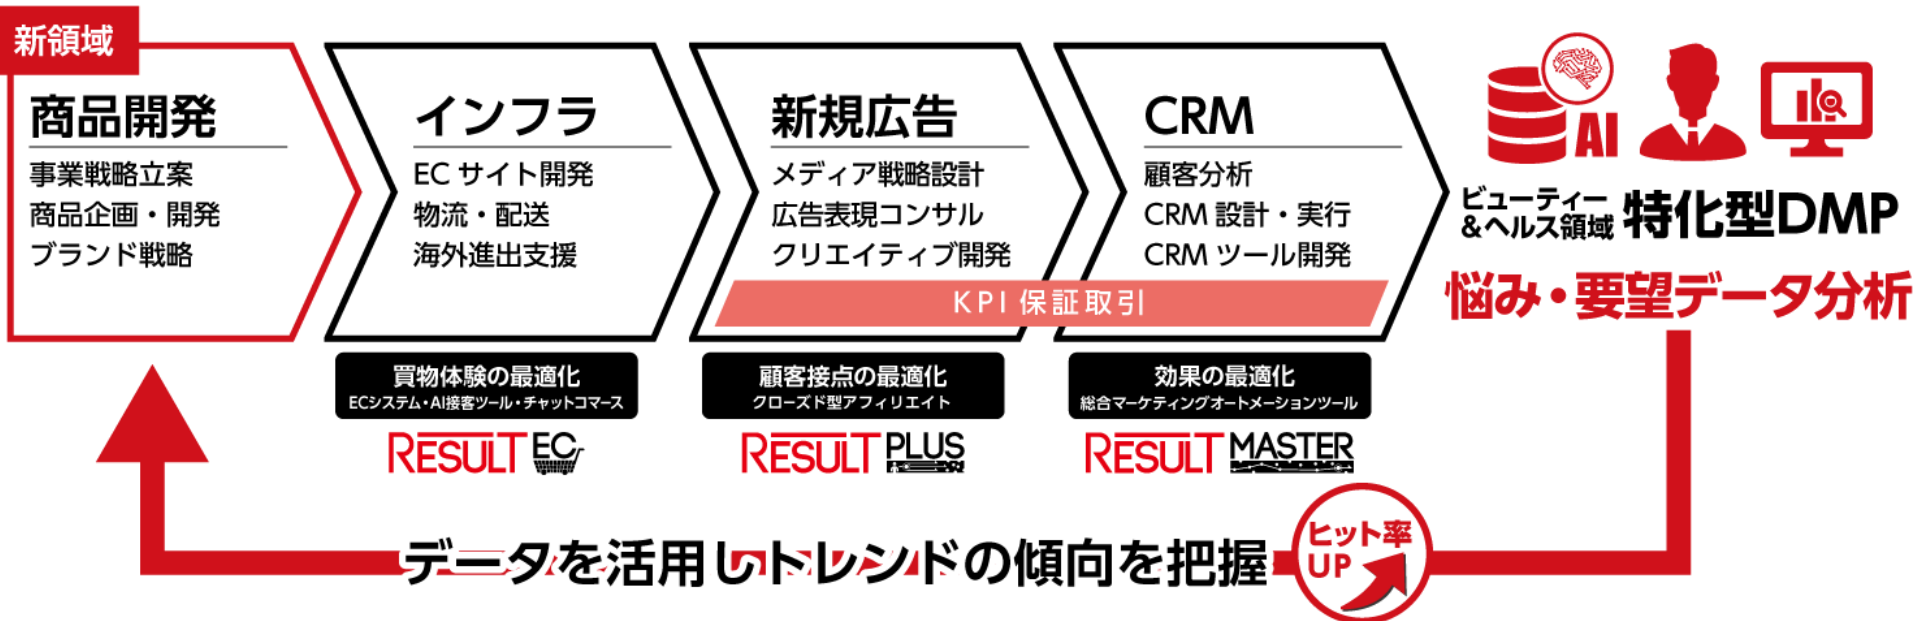 新領域
商品開発
事業戦略立案
商品企画・開発
ブランド戦略
インフラ
EC サイト開発
物流・配送
海外進出支援
新規広告
メディア戦略設計
広告表現コンサル
クリエイティブ開発
CRM
顧客分析
CRM 設計・実行
CRM ツール開発
KPI 保証取引
AI
ビューティー
&ヘルス領域 特化型DMP
悩み・要望データ分析
買物体験の最適化
ECシステム・AI接客ツール・チャットコマース
RESULT EC
顧客接点の最適化
クローズド型アフィリエイト
RESULT PLUS
効果の最適化
総合マーケティングオートメーションツール
RESULT MASTER
データを活用しトレンドの傾向を把握
ヒット率
UP